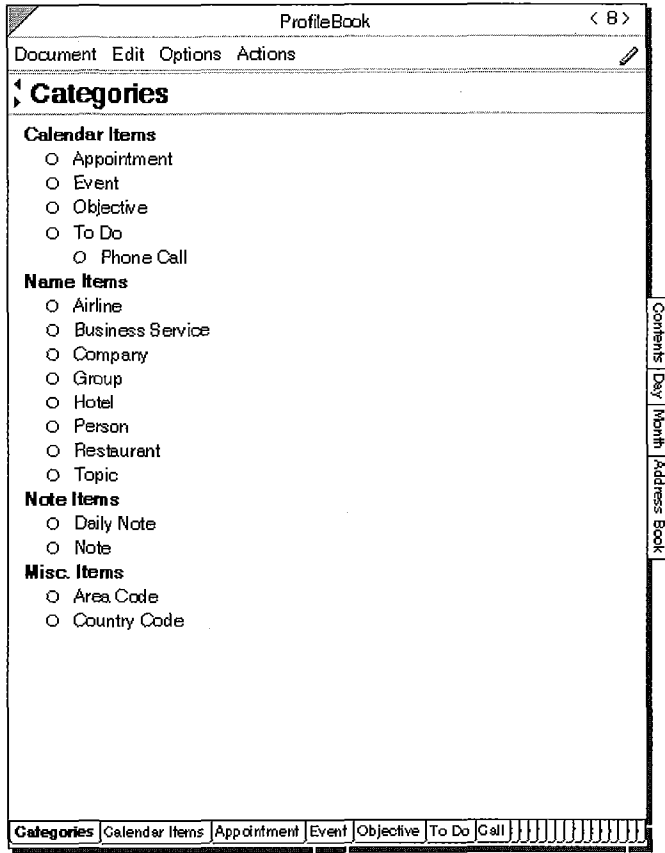 ProfileBook < 8 >
Document Edit Options Actions
Categories
Calendar Items
Appointment
Event
Objective
To Do
Phone Call
Name Items
Airline
Business Service
Company
Group
Hotel
Person
Restaurant
Topic
Note Items
Daily Note
Note
Misc. Items
Area Code
Country Code
Contents Day Month Address Book
Categories Calendar Items Appointment Event Objective To Do Call